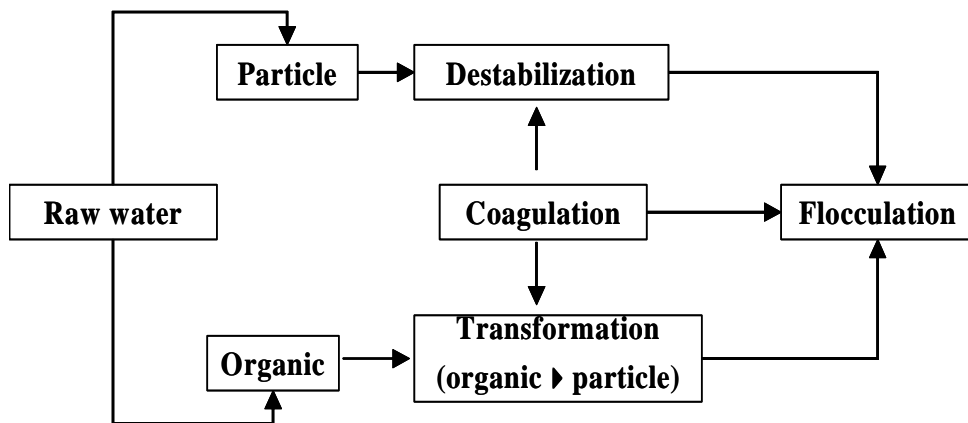 Particle
Destabilization
Raw water
Coagulation
Flocculation
Organic
Transformation
(organic ▶ particle)